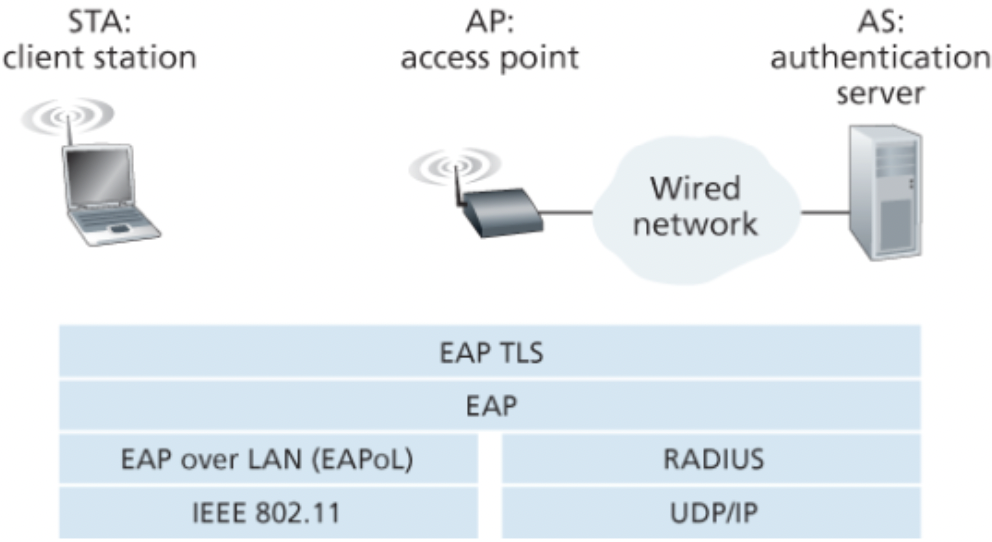 STA:
client station
AP:
access point
AS:
authentication
server
Wired
network
EAP TLS
EAP
EAP over LAN (EAPoL)
RADIUS
IEEE 802.11
UDP/IP